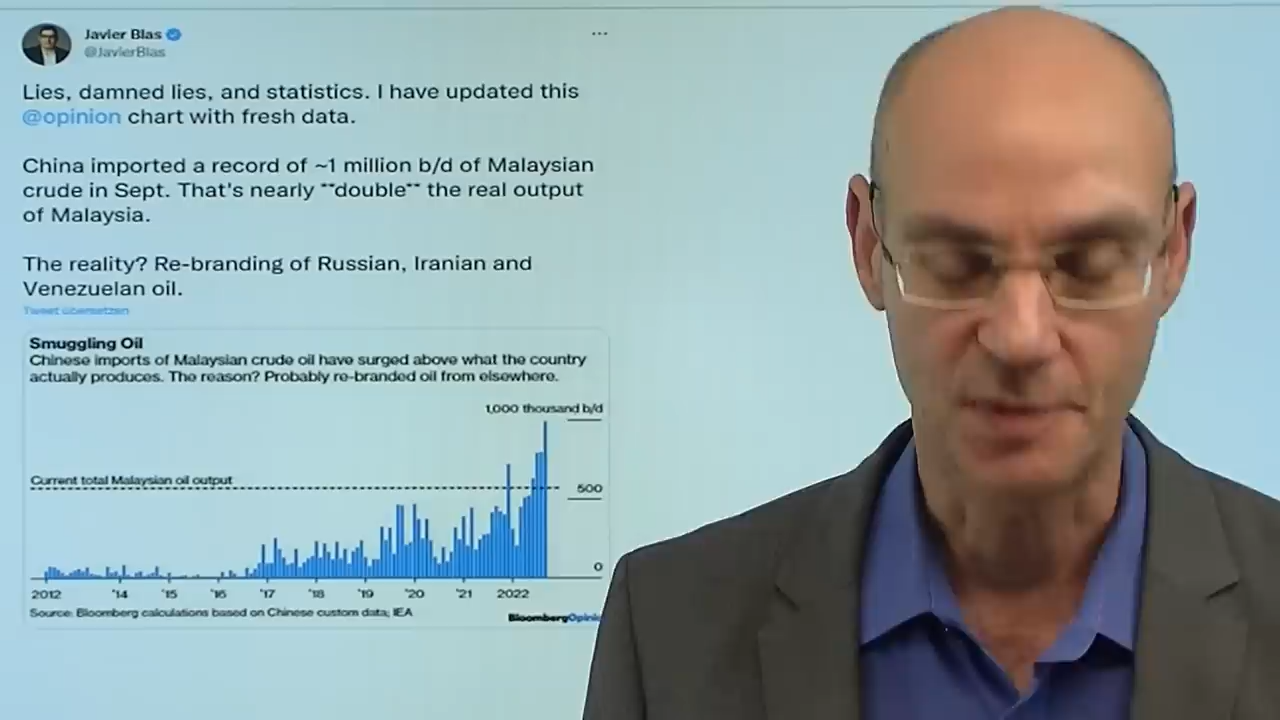 Javier Blas
@JavierBlas
...
Lies, damned lies, and statistics. I have updated this
@opinion chart with fresh data.
China imported a record of ~1 million b/d of Malaysian
crude in Sept. That's nearly **double** the real output
of Malaysia.
The reality? Re-branding of Russian, Iranian and
Venezuelan oil.
Tweet übersetzen
Smuggling Oil
Chinese imports of Malaysian crude oil have surged above what the country
actually produces. The reason? Probably re-branded oil from elsewhere.
1,000 thousand b/d
Current total Malaysian oil output
500
0
2012 '14 '15 '16 '17 '18 '19 '20 '21 2022
Source: Bloomberg calculations based on Chinese custom data; IEA
BloombergOpini